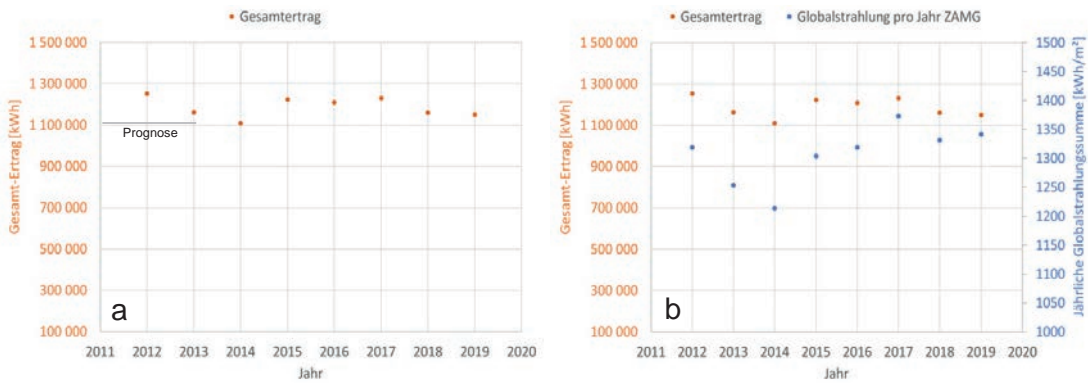 Gesamtertrag
Gesamt-Ertrag [kWh]
1 500 000
1 300 000
1 100 000
900 000
700 000
500 000
300 000
100 000
Prognose
a
2011 2012 2013 2014 2015 2016 2017 2018 2019 2020
Jahr
Gesamtertrag Globalstrahlung pro Jahr ZAMG
Gesamt-Ertrag [kWh]
1 500 000
1 300 000
1 100 000
900 000
700 000
500 000
300 000
100 000
b
2011 2012 2013 2014 2015 2016 2017 2018 2019 2020
Jahr
1500
1450
1400
1350
1300
1250
1200
1150
1100
1050
1000
Jährliche Globalstrahlungssumme [kWh/m²]